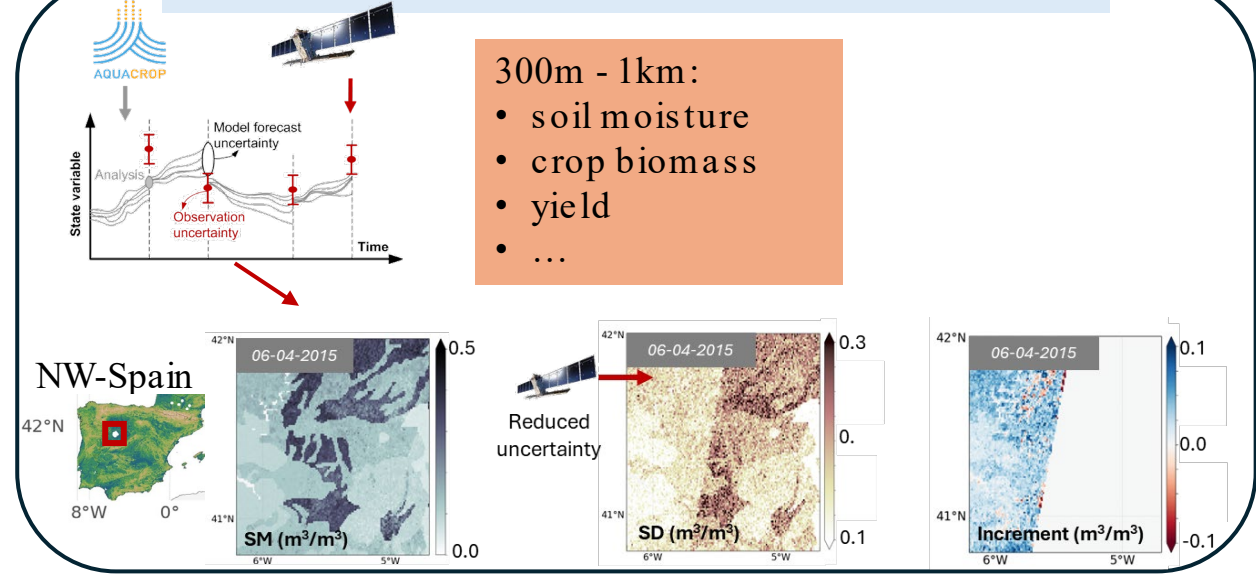 AQUACROP
300m - 1km:
• soil moisture
• crop biomass
• yield
• …
Model forecast
uncertainty
Analysis
Observation
uncertainty
State variable
Time
NW-Spain
42°N
8°W 0°
42°N
06-04-2015
0.5
41°N
SM (m³/m³)
0.0
6°W 5°W
Reduced
uncertainty
42°N
06-04-2015
0.3
0.
41°N
SD (m³/m³)
0.1
6°W 5°W
42°N
06-04-2015
0.1
0.0
41°N
Increment (m³/m³)
-0.1
6°W 5°W